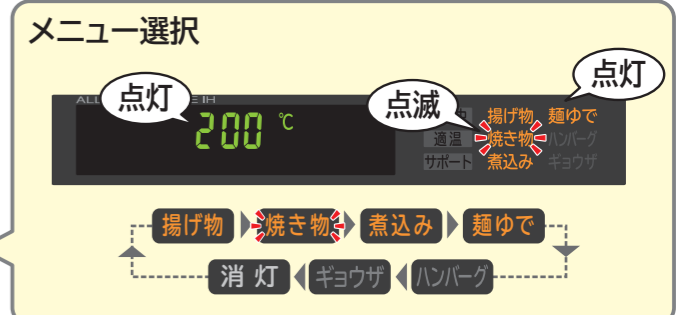 メニュー選択
点灯
点灯
点滅
200 ℃
揚げ物 麺ゆで
適温 焼き物 ハンバーグ
サポート 煮込み ギョウザ
揚げ物 焼き物 煮込み 麺ゆで
消灯 ギョウザ ハンバーグ